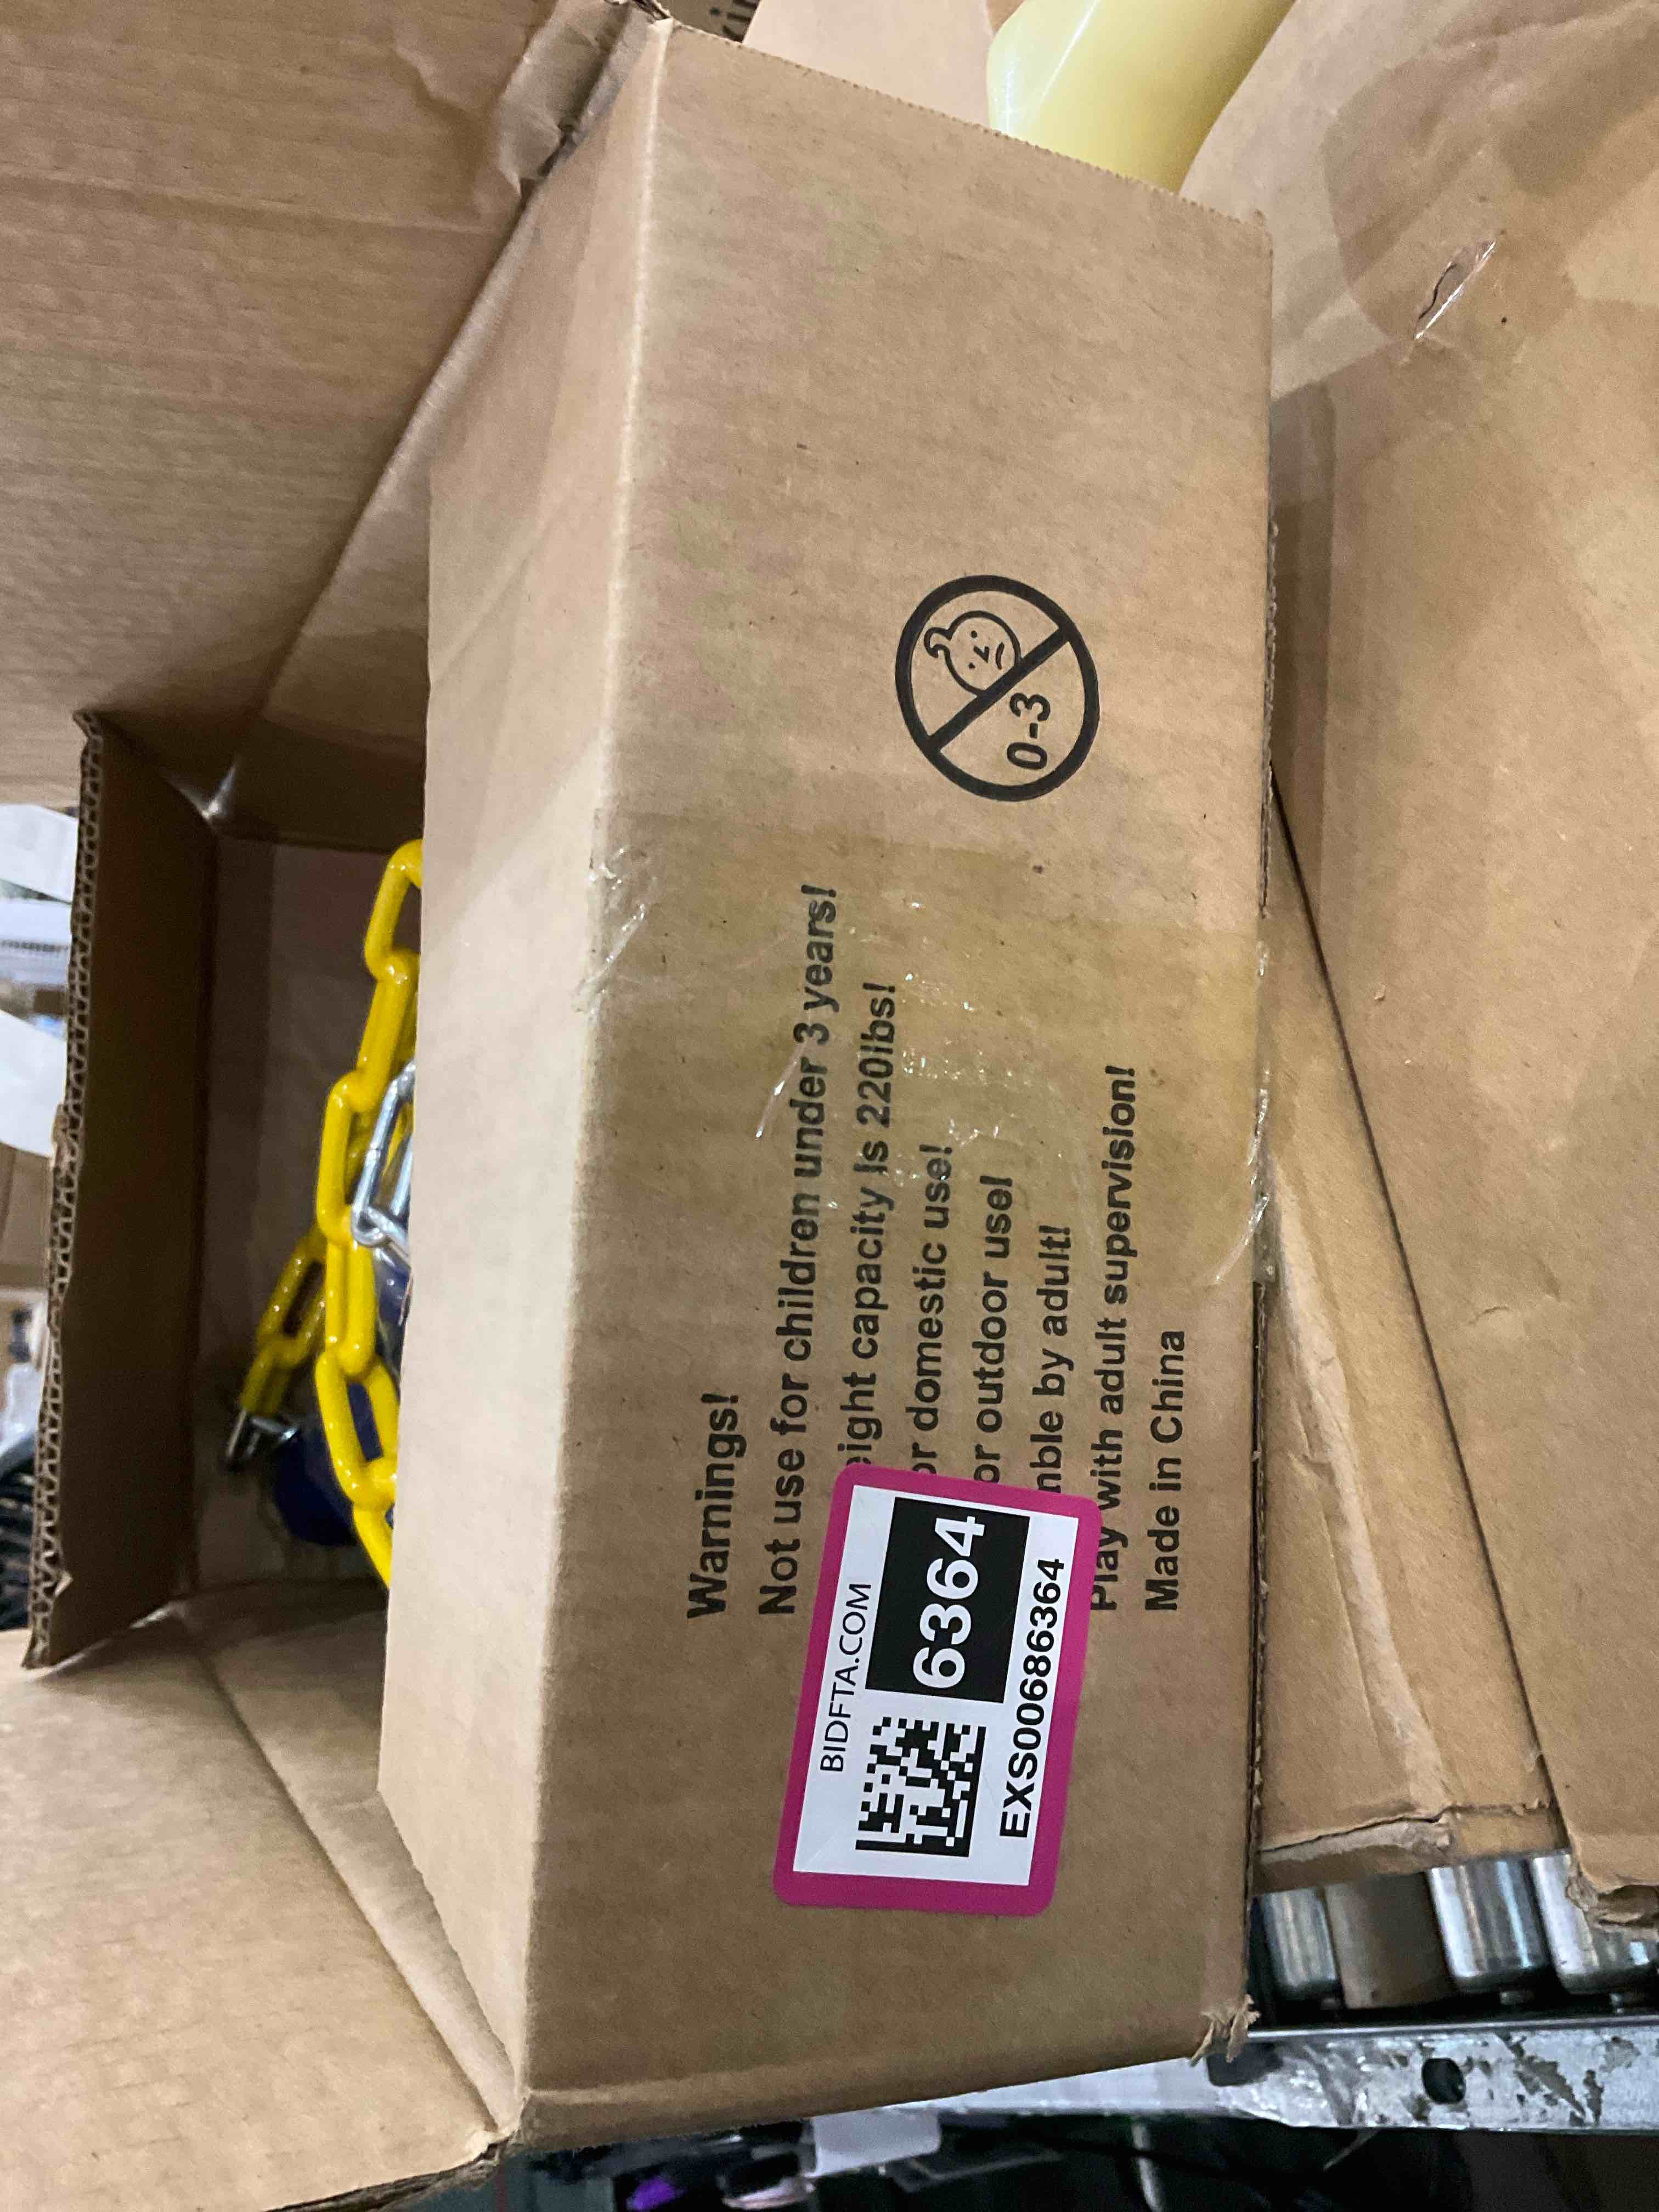 Warnings!
Not use for children under 3 years!
eight capacity is 220lbs!
or domestic use!
or outdoor use!
mble by adult!
Play with adult supervision!
Made in China
0-3
BIDFTA.COM
6364
EXS00686364